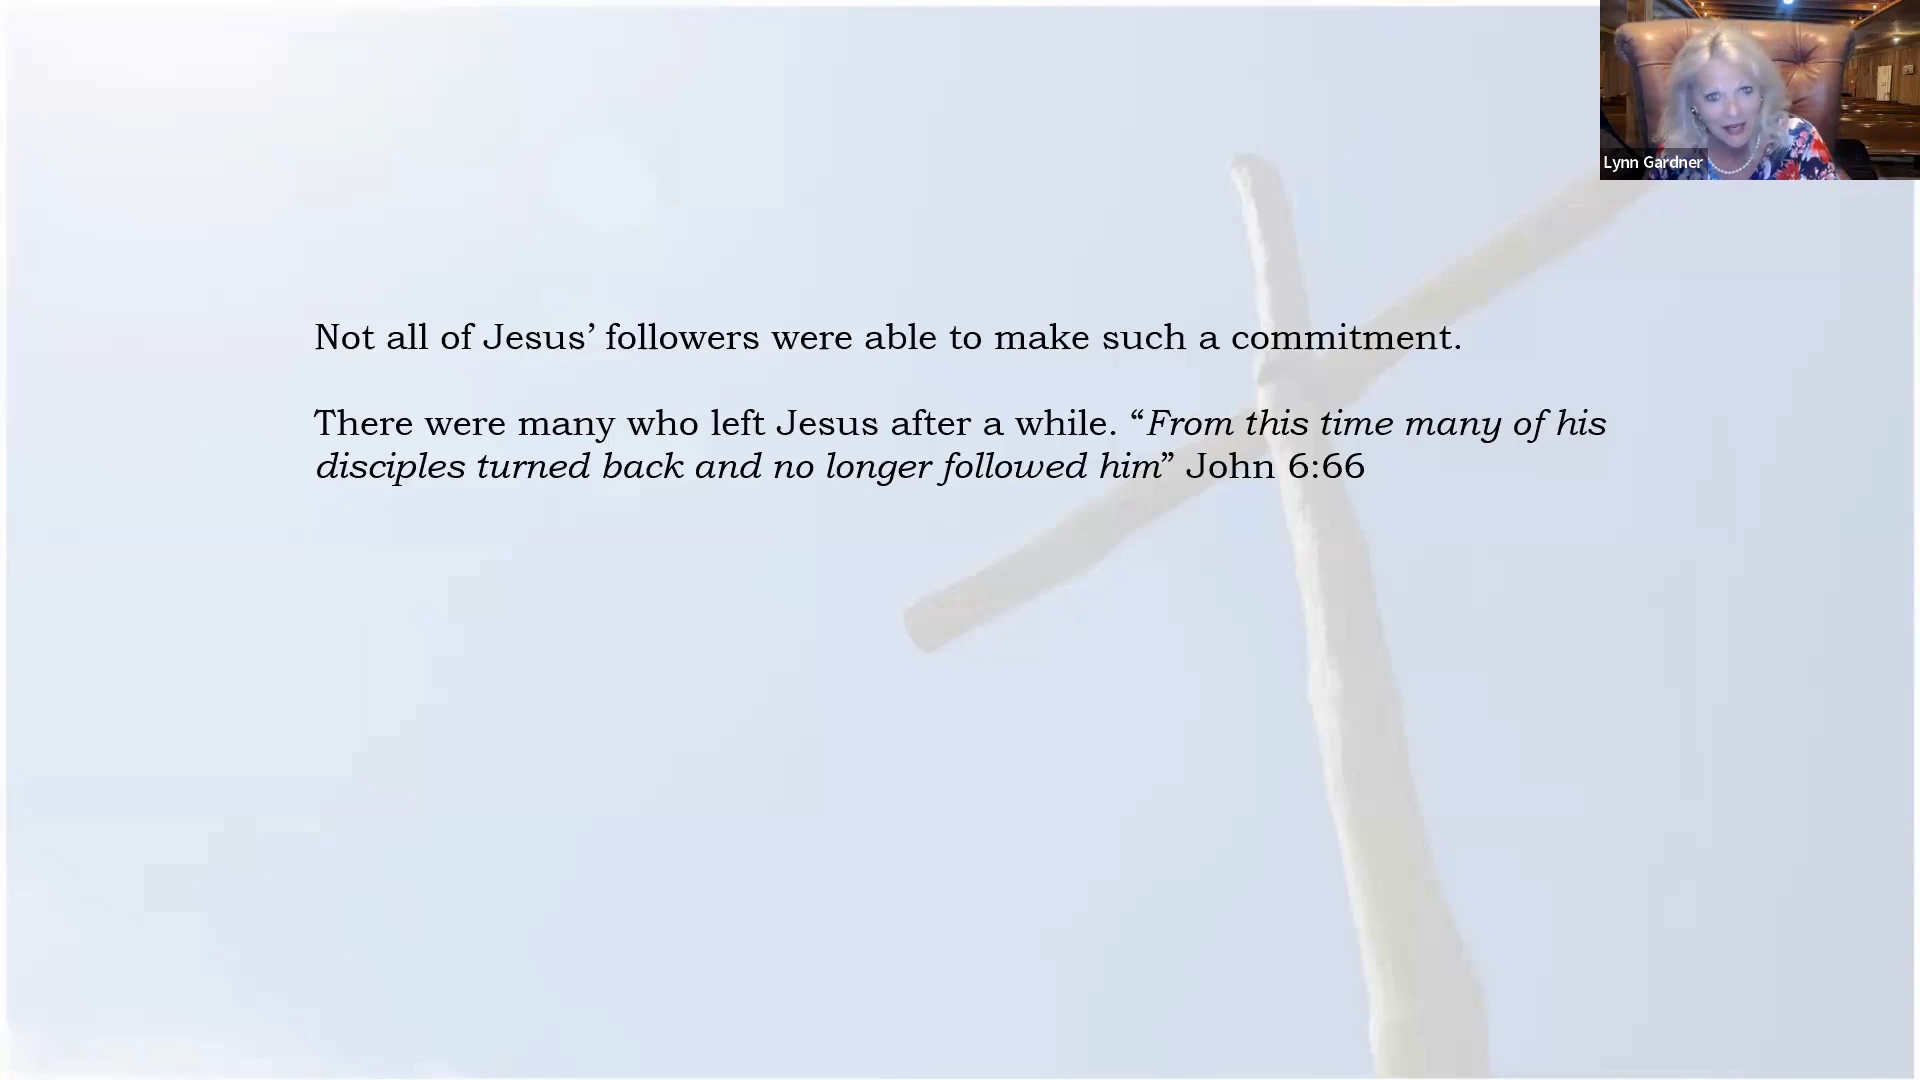 Lynn Gardner
Not all of Jesus’ followers were able to make such a commitment.
There were many who left Jesus after a while. “From this time many of his
disciples turned back and no longer followed him” John 6:66